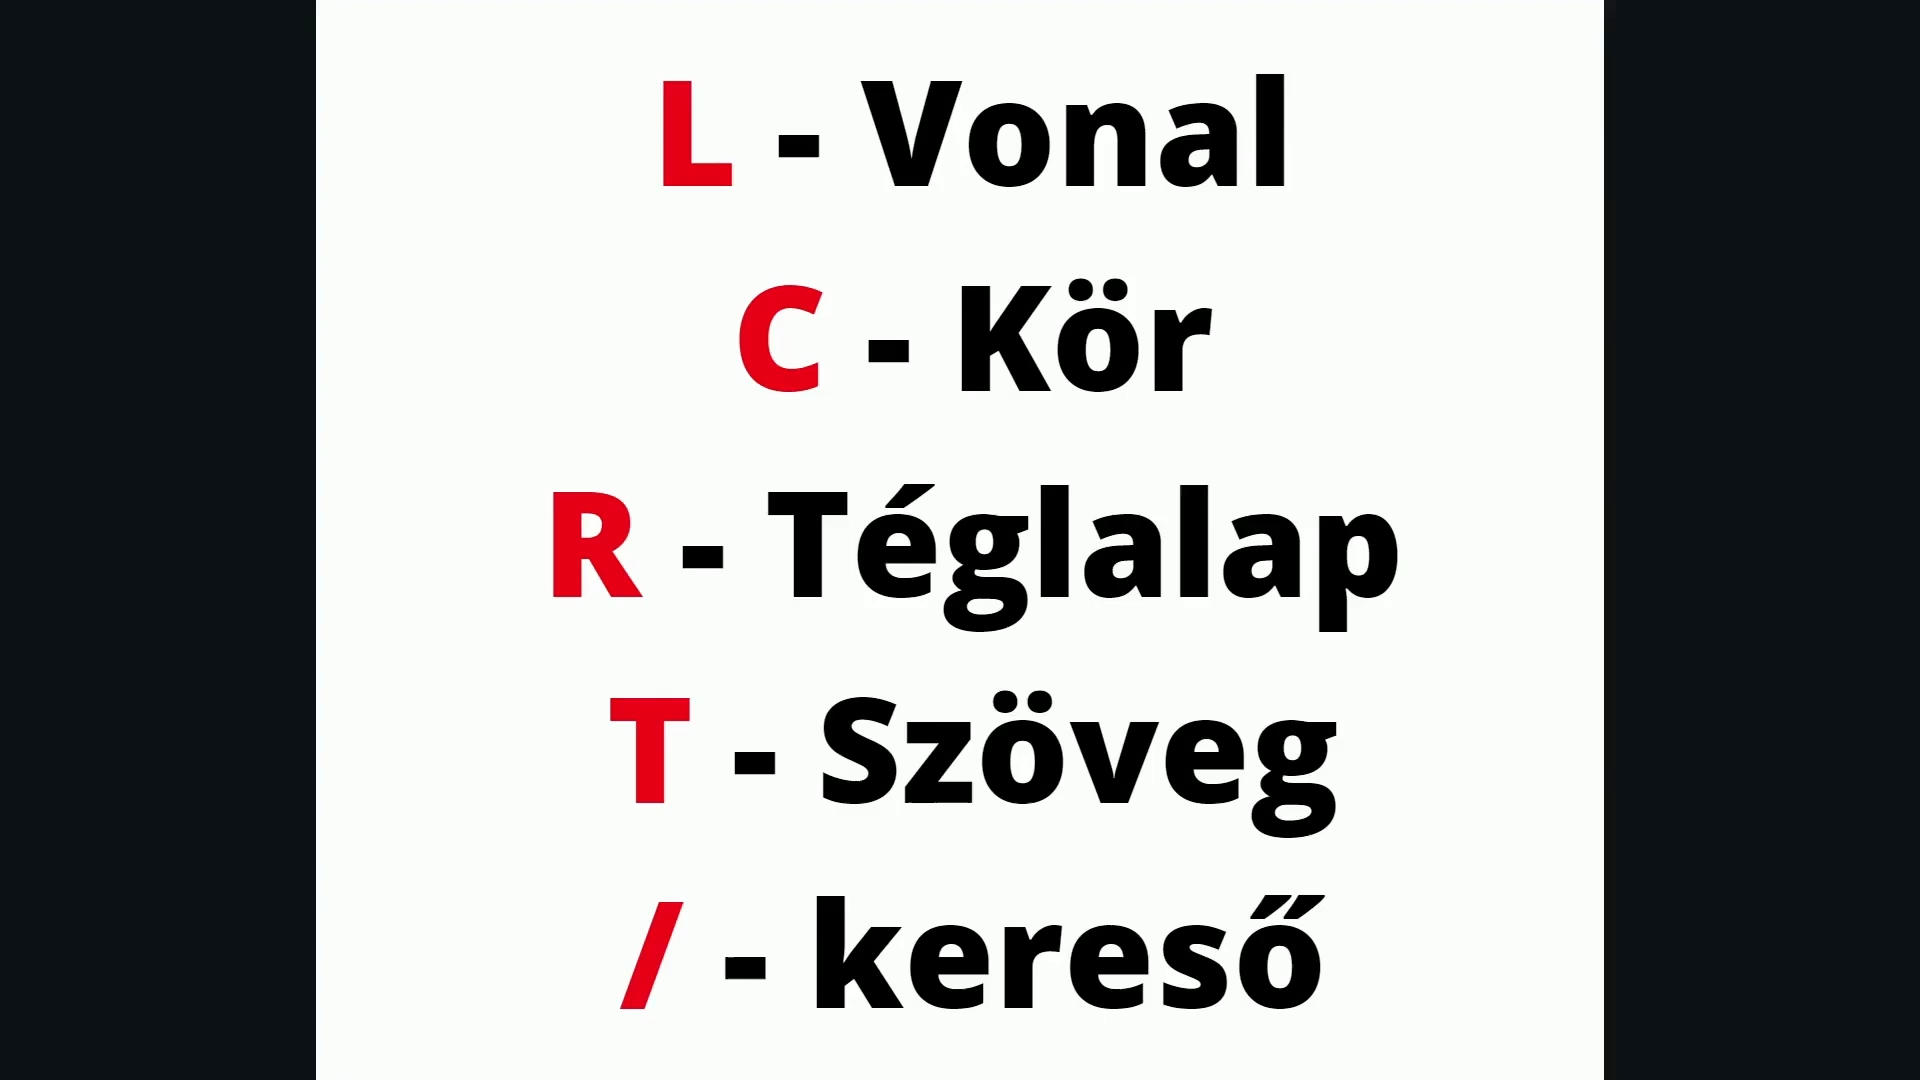 L - Vonal
C - Kör
R - Téglalap
T - Szöveg
/ - kereső